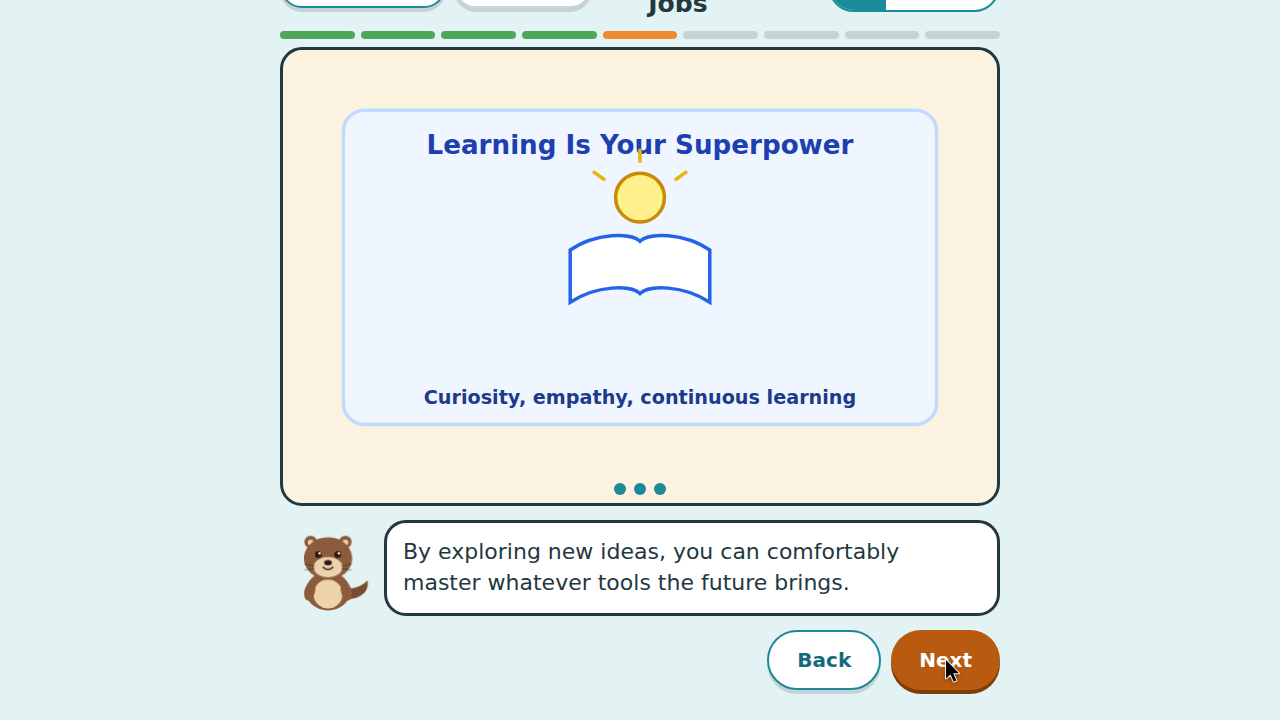 Jobs
Learning Is Your Superpower
Curiosity, empathy, continuous learning
By exploring new ideas, you can comfortably
master whatever tools the future brings.
Back
Next